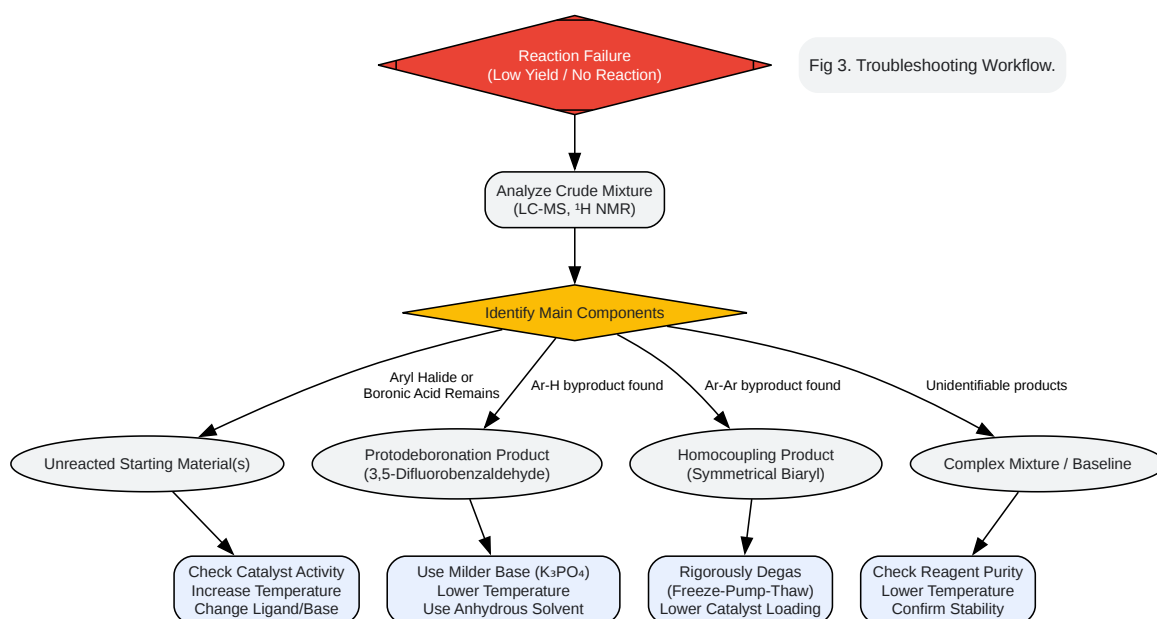 Reaction Failure
(Low Yield / No Reaction)
Fig 3. Troubleshooting Workflow.
Analyze Crude Mixture
(LC-MS, ¹H NMR)
Identify Main Components
Aryl Halide or
Boronic Acid Remains
Ar-H byproduct found
Ar-Ar byproduct found
Unidentifiable products
Unreacted Starting Material(s)
Protodeboronation Product
(3,5-Difluorobenzaldehyde)
Homocoupling Product
(Symmetrical Biaryl)
Complex Mixture / Baseline
Check Catalyst Activity
Increase Temperature
Change Ligand/Base
Use Milder Base (K₃PO₄)
Lower Temperature
Use Anhydrous Solvent
Rigorously Degas
(Freeze-Pump-Thaw)
Lower Catalyst Loading
Check Reagent Purity
Lower Temperature
Confirm Stability